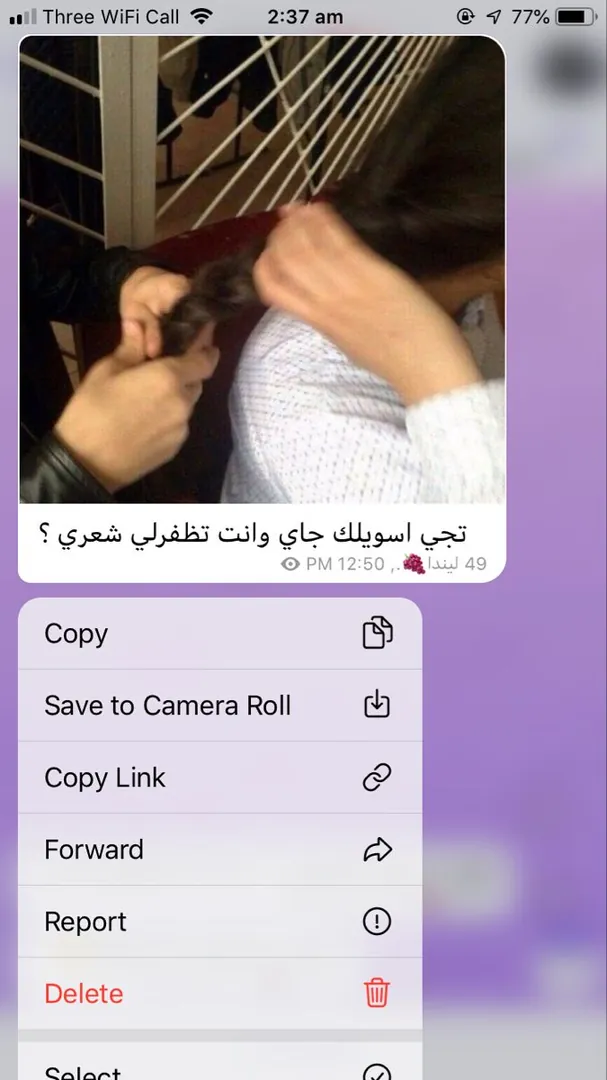 Three WiFi Call 2:37 am 77%
تجي اسويلك جاي وانت تظفرلي شعري ؟
49 ليندا🍇., 12:50 PM
Copy
Save to Camera Roll
Copy Link
Forward
Report
Delete
Select